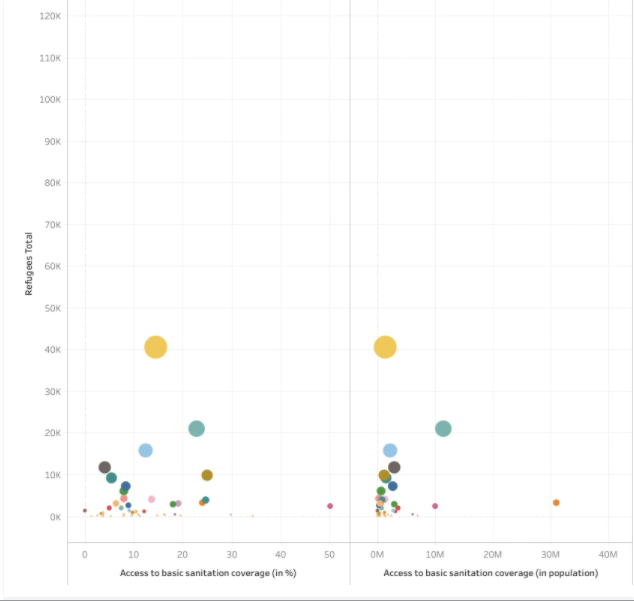 120K
110K
100K
90K
80K
70K
60K
50K
40K
30K
20K
10K
0K
Refugees Total
0 10 20 30 40 50 0M 10M 20M 30M 40M
Access to basic sanitation coverage (in %) Access to basic sanitation coverage (in population)